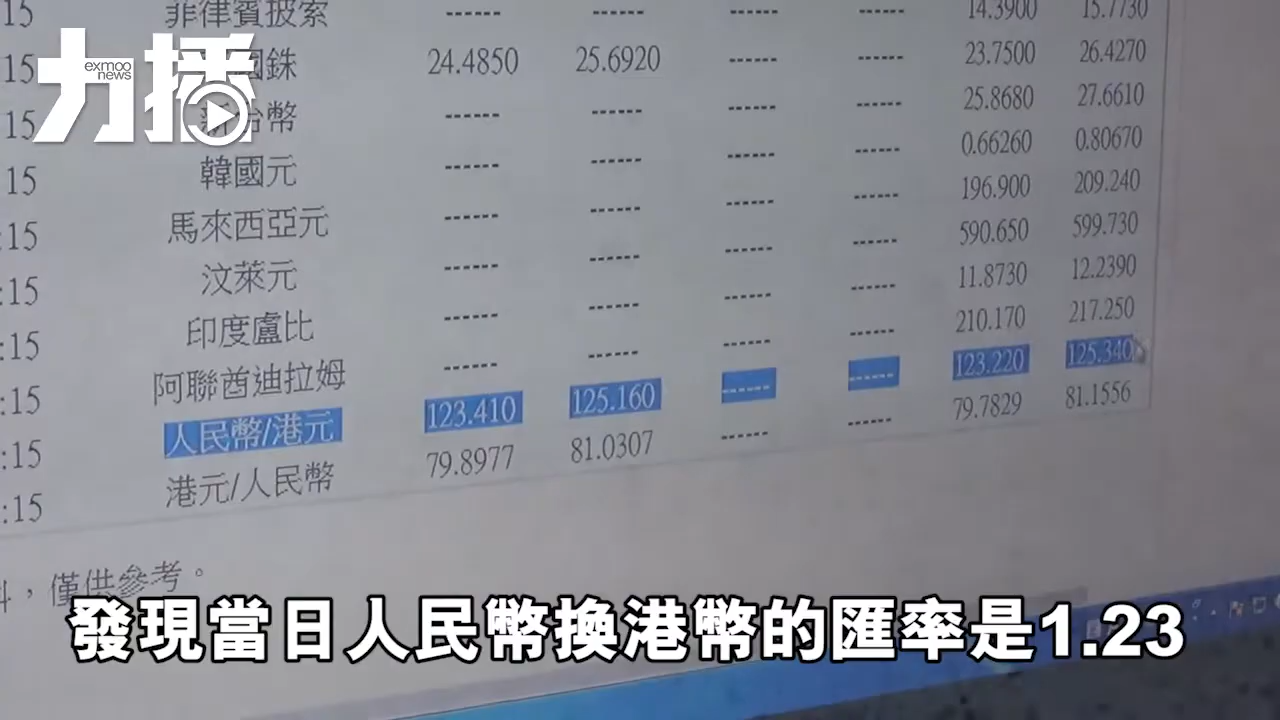 力播
exmoo news
15 菲律賓披索 ------ ------ ------ ------ 14.3900 15.7730
15 國銖 24.4850 25.6920 ------ ------ 23.7500 26.4270
:15 新台幣 ------ ------ ------ ------ 25.8680 27.6610
15 韓國元 ------ ------ ------ ------ 0.66260 0.80670
:15 馬來西亞元 ------ ------ ------ ------ 196.900 209.240
:15 汶萊元 ------ ------ ------ ------ 590.650 599.730
:15 印度盧比 ------ ------ ------ ------ 11.8730 12.2390
:15 阿聯酋迪拉姆 ------ ------ ------ ------ 210.170 217.250
:15 人民幣/港元 123.410 125.160 ------ ------ 123.220 125.340
:15 港元/人民幣 79.8977 81.0307 ------ ------ 79.7829 81.1556
，僅供參考。
發現當日人民幣換港幣的匯率是1.23